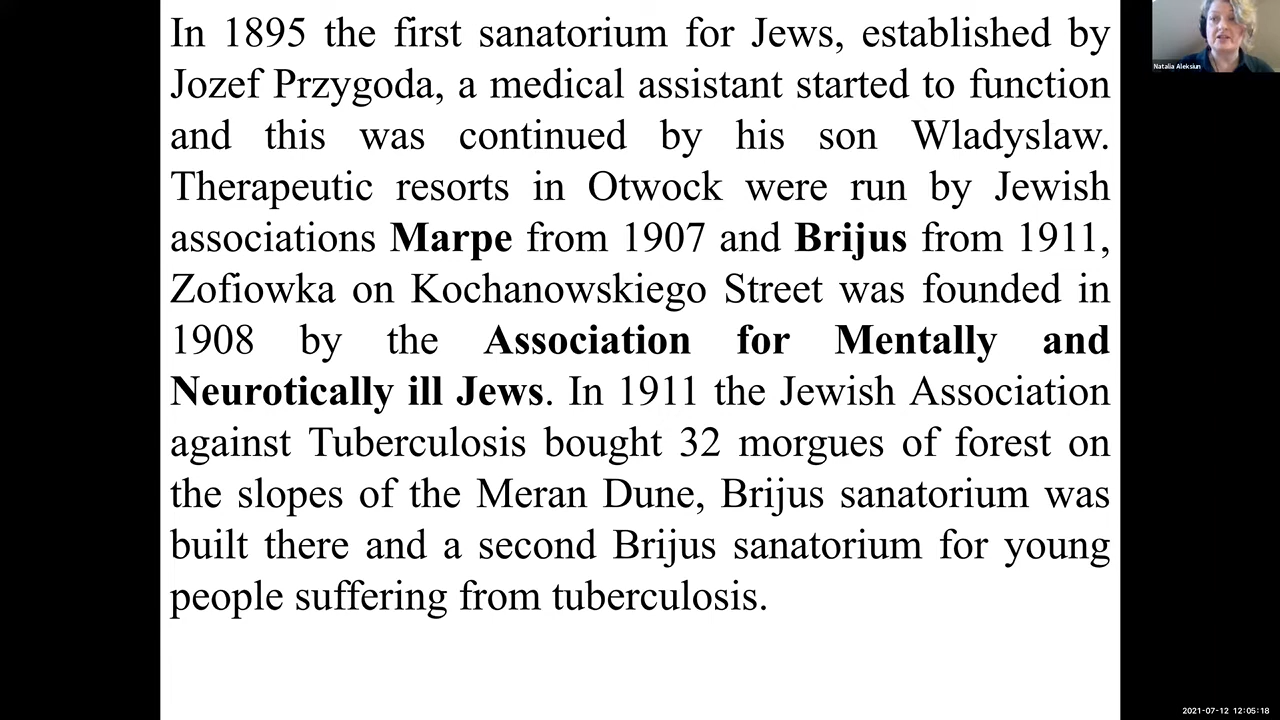 In 1895 the first sanatorium for Jews, established by
Jozef Przygoda, a medical assistant started to function
and this was continued by his son Wladyslaw.
Therapeutic resorts in Otwock were run by Jewish
associations Marpe from 1907 and Brijus from 1911,
Zofiowka on Kochanowskiego Street was founded in
1908 by the Association for Mentally and
Neurotically ill Jews. In 1911 the Jewish Association
against Tuberculosis bought 32 morgues of forest on
the slopes of the Meran Dune, Brijus sanatorium was
built there and a second Brijus sanatorium for young
people suffering from tuberculosis.
Natalia Aleksiun
2021-07-12 12:05:18